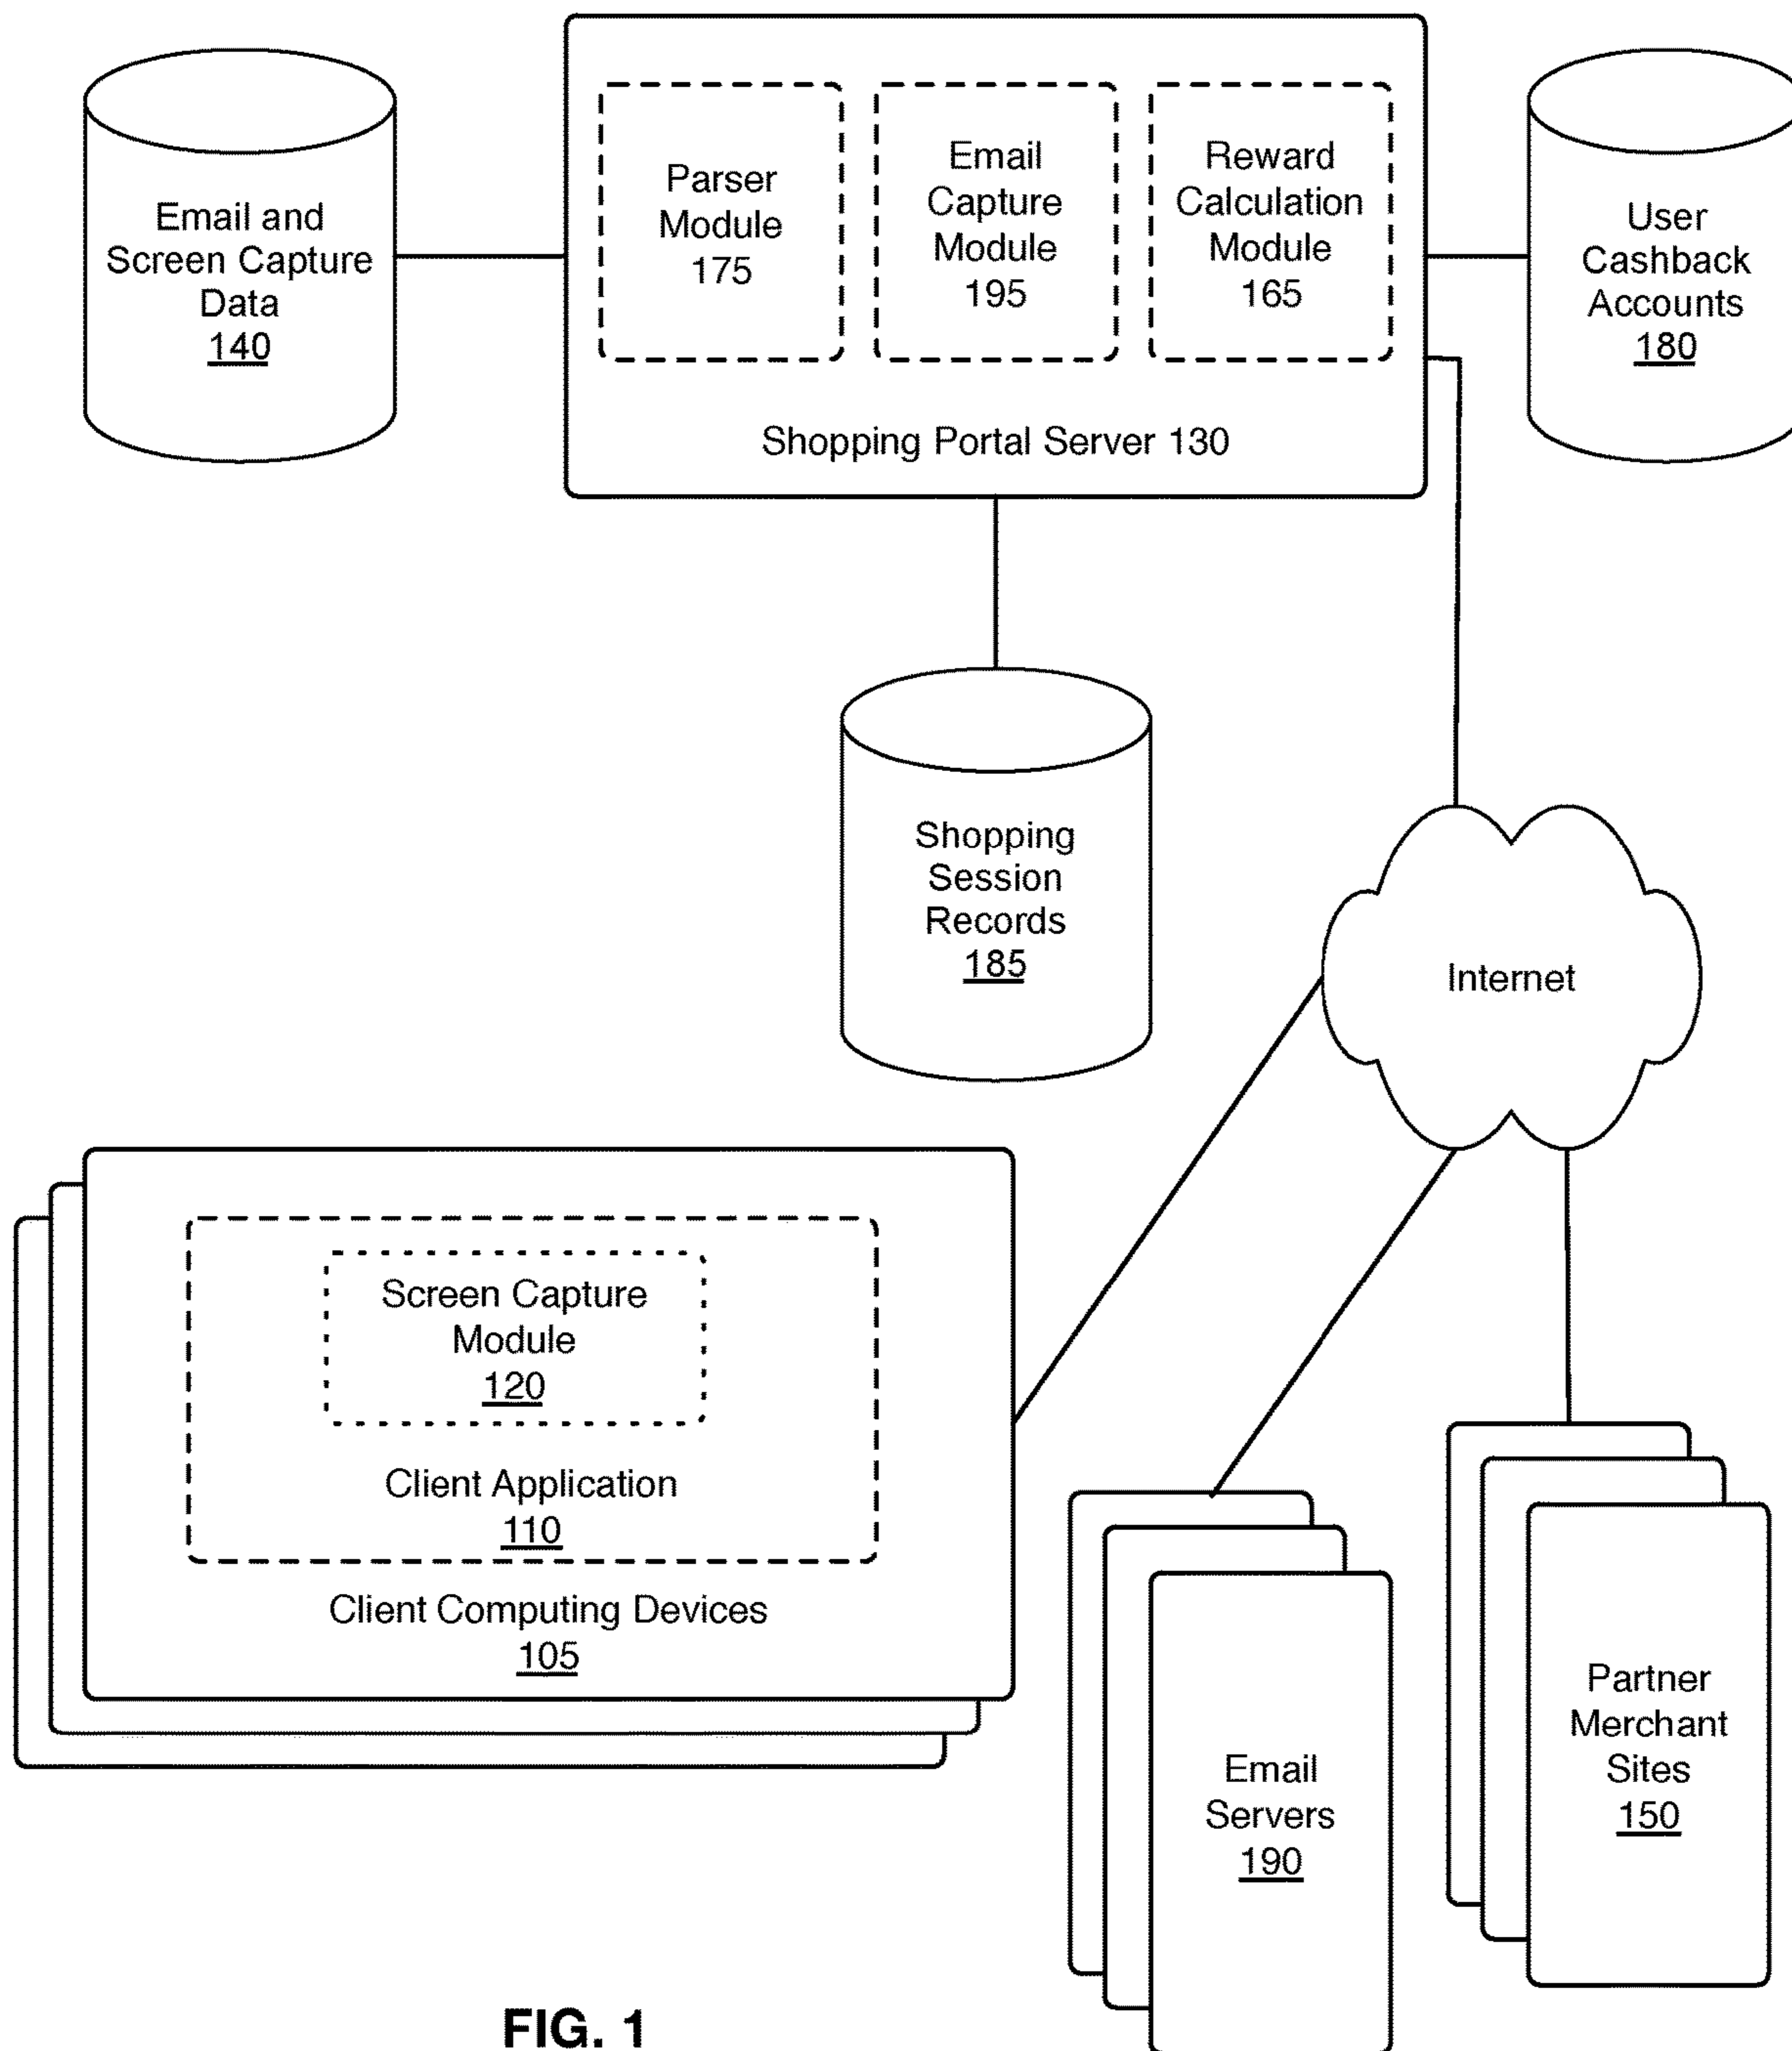 Email and
Screen Capture
Data
140
Parser
Module
175
Email
Capture
Module
195
Reward
Calculation
Module
165
Shopping Portal Server 130
User
Cashback
Accounts
180
Shopping
Session
Records
185
Internet
Screen Capture
Module
120
Client Application
110
Client Computing Devices
105
Email
Servers
190
Partner
Merchant
Sites
150
FIG. 1